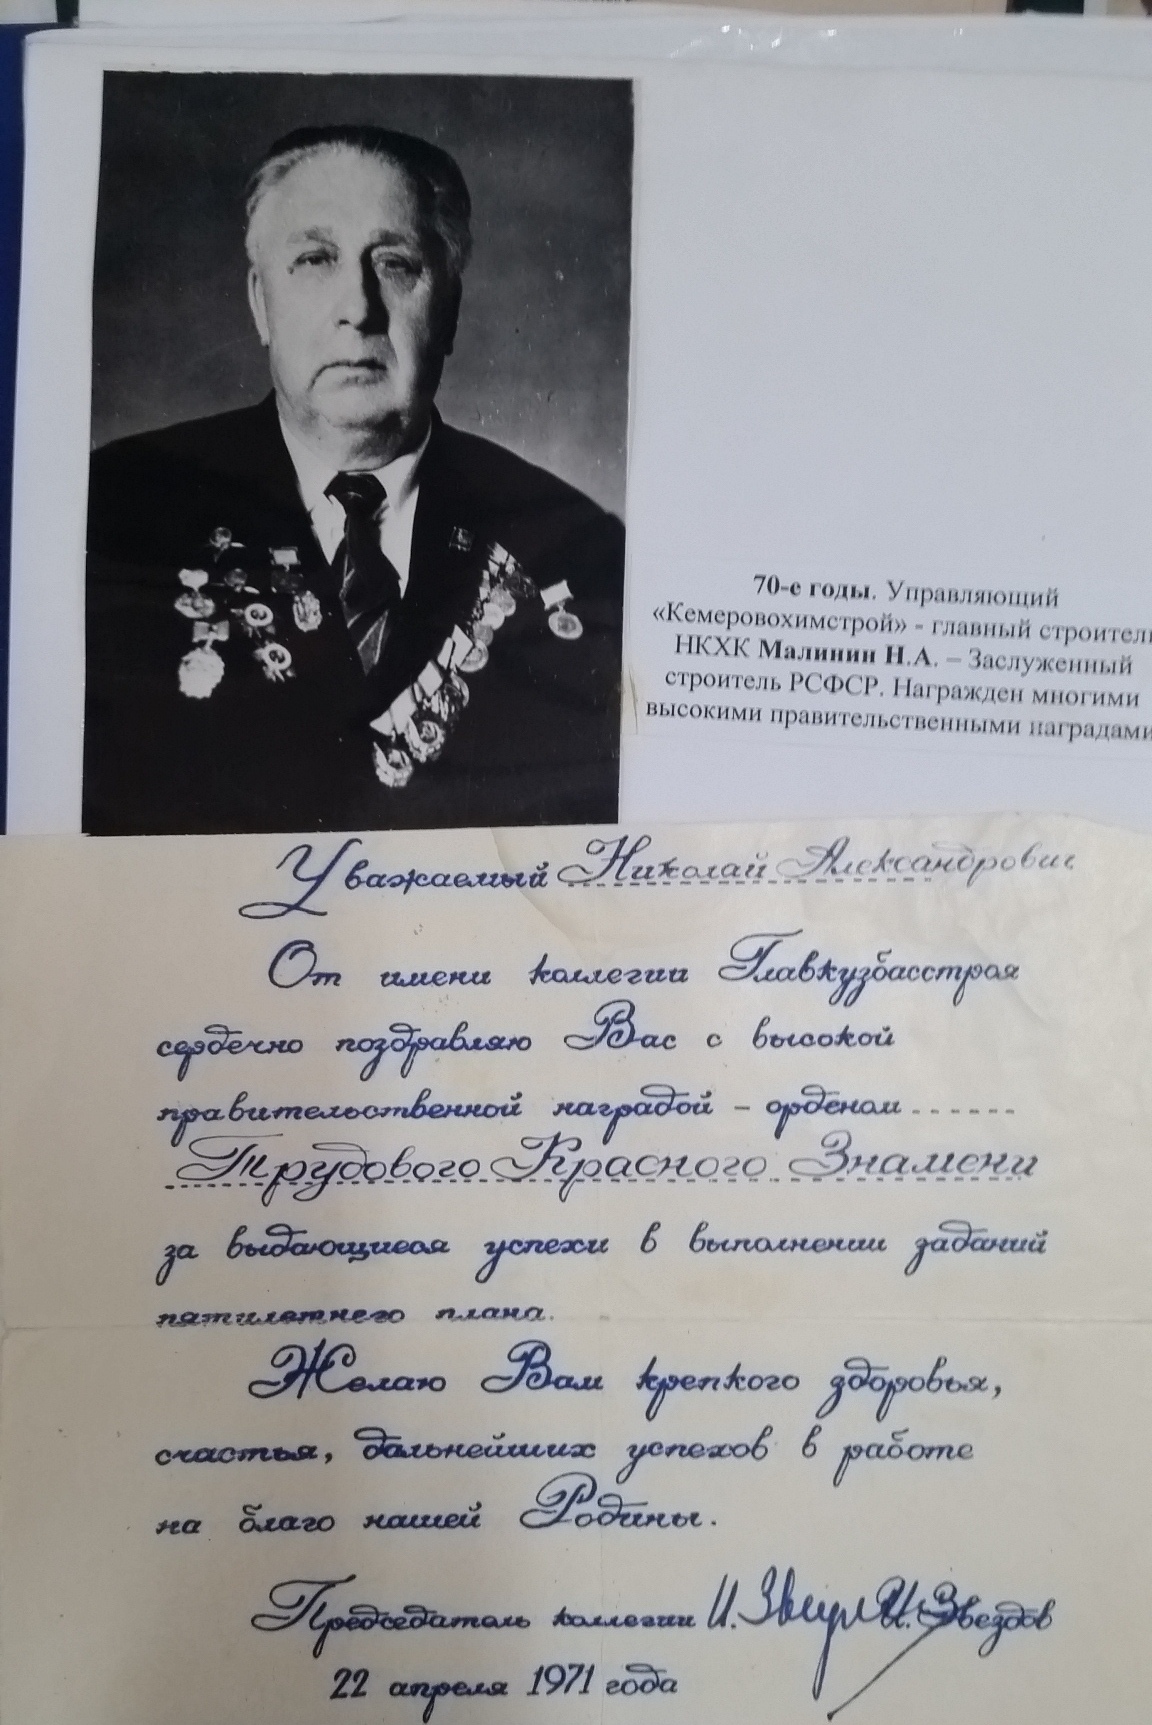 70-е годы. Управляющий
«Кемеровохимстрой» - главный строитель
НКХК Малинин Н.А. – Заслуженный
строитель РСФСР. Награжден многими
высокими правительственными наградами
Уважаемый Николай Александрович
От имени коллегии Главкузбасстроя
сердечно поздравляю Вас с высокой
правительственной наградой – орденом
Трудового Красного Знамени
за выдающиеся успехи в выполнении заданий
пятилетнего плана.
Желаю Вам крепкого здоровья,
счастья, дальнейших успехов в работе
на благо нашей Родины.
Председатель коллегии И. Звездов
22 апреля 1971 года